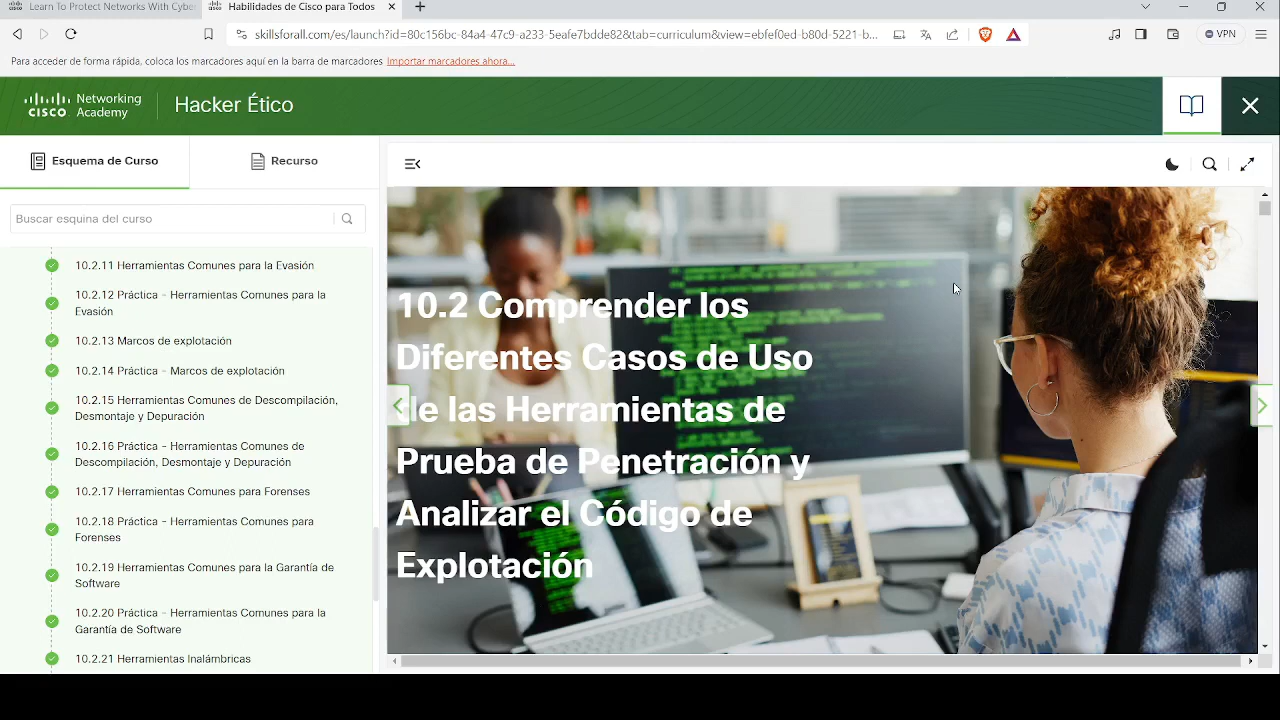 Learn To Protect Networks With Cyber
Habilidades de Cisco para Todos
skillsforall.com/es/launch?id=80c156bc-84a4-47c9-a233-5eafe7bdde82&tab=curriculum&view=ebfef0ed-b80d-5221-b...
VPN
Para acceder de forma rápida, coloca los marcadores aquí en la barra de marcadores Importar marcadores ahora...
CISCO Networking Academy
Hacker Ético
Esquema de Curso
Recurso
Buscar esquina del curso
10.2.11 Herramientas Comunes para la Evasión
10.2.12 Práctica - Herramientas Comunes para la
Evasión
10.2.13 Marcos de explotación
10.2.14 Práctica - Marcos de explotación
10.2.15 Herramientas Comunes de Descompilación,
Desmontaje y Depuración
10.2.16 Práctica - Herramientas Comunes de
Descompilación, Desmontaje y Depuración
10.2.17 Herramientas Comunes para Forenses
10.2.18 Práctica - Herramientas Comunes para
Forenses
10.2.19 Herramientas Comunes para la Garantía de
Software
10.2.20 Práctica - Herramientas Comunes para la
Garantía de Software
10.2.21 Herramientas Inalámbricas
10.2 Comprender los
Diferentes Casos de Uso
de las Herramientas de
Prueba de Penetración y
Analizar el Código de
Explotación